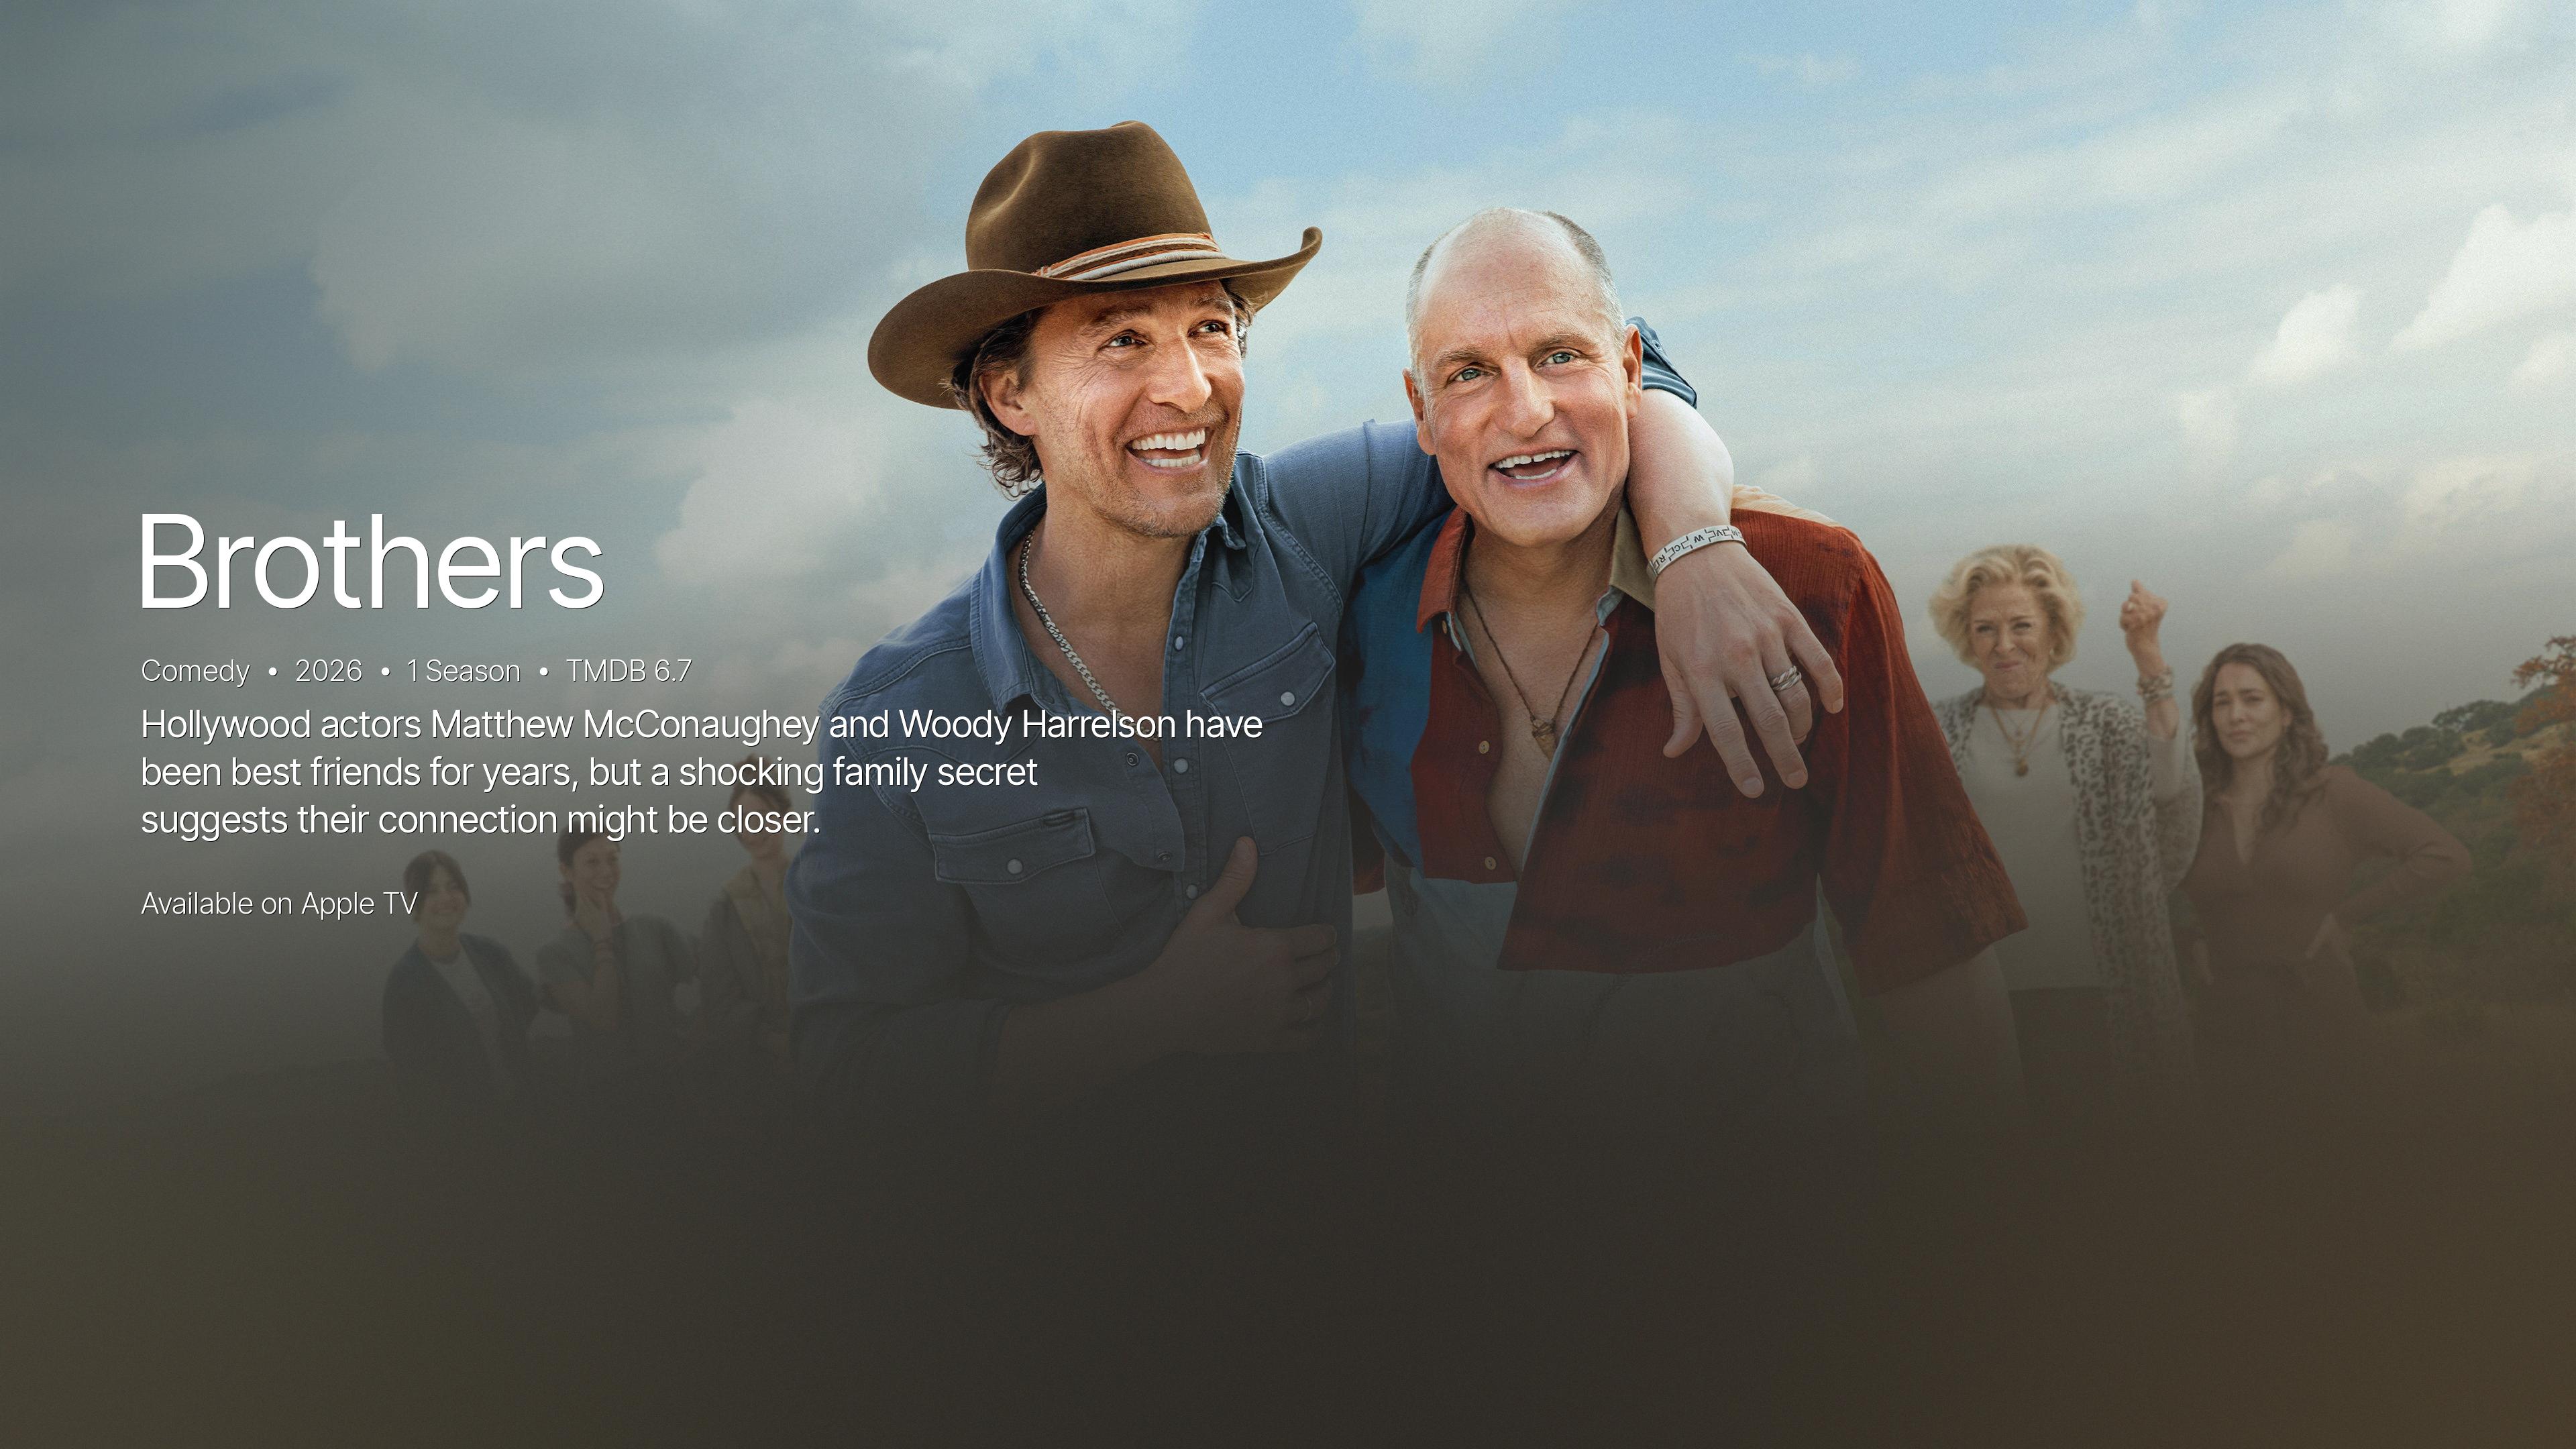 Brothers
Comedy • 2026 • 1 Season • TMDB 6.7
Hollywood actors Matthew McConaughey and Woody Harrelson have
been best friends for years, but a shocking family secret
suggests their connection might be closer.
Available on Apple TV